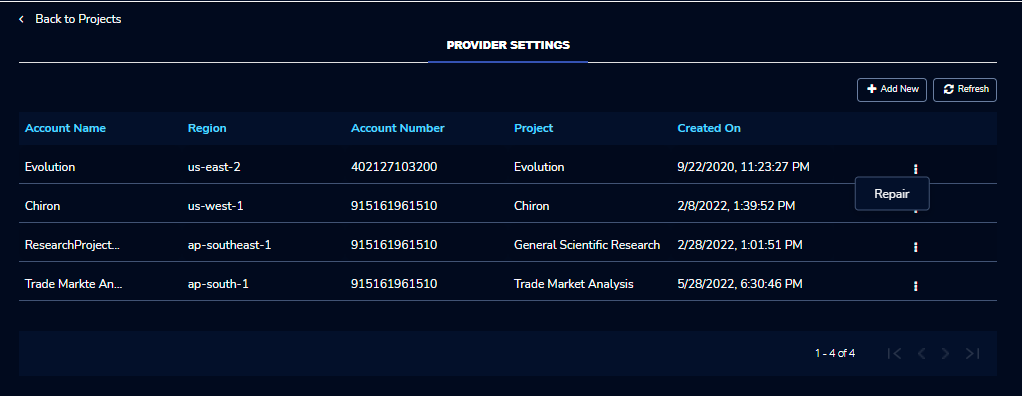 Back to Projects
PROVIDER SETTINGS
Add New Refresh
Account Name Region Account Number Project Created On
Evolution us-east-2 402127103200 Evolution 9/22/2020, 11:23:27 PM
Repair
Chiron us-west-1 915161961510 Chiron 2/8/2022, 1:39:52 PM
ResearchProject... ap-southeast-1 915161961510 General Scientific Research 2/28/2022, 1:01:51 PM
Trade Markte An... ap-south-1 915161961510 Trade Market Analysis 5/28/2022, 6:30:46 PM
1 - 4 of 4